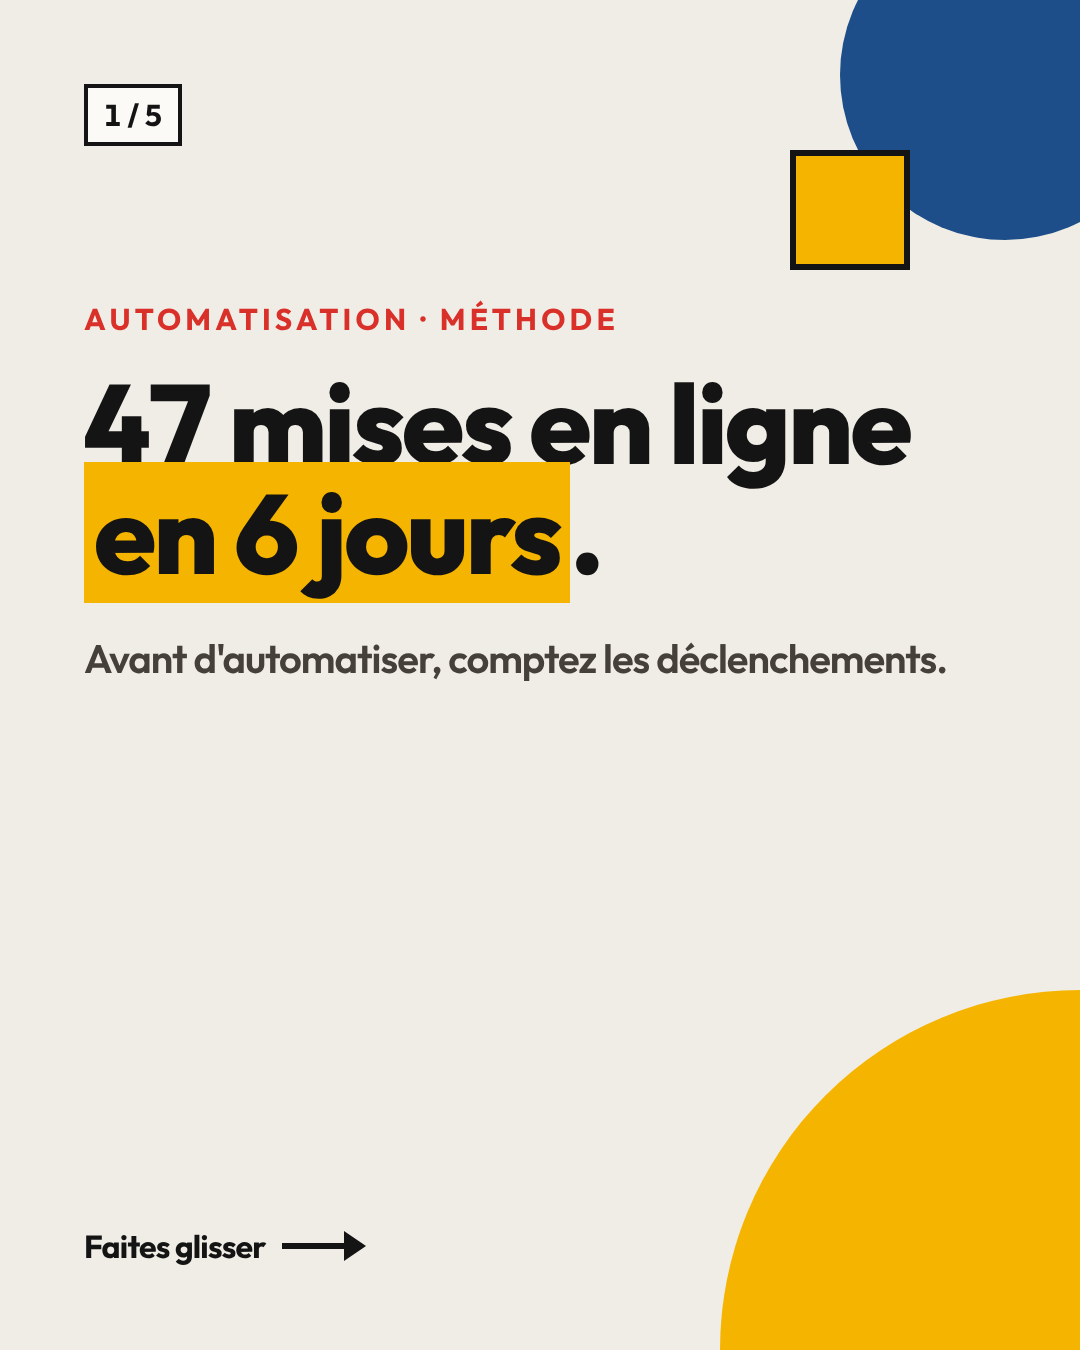 1 / 5
AUTOMATISATION · MÉTHODE
47 mises en ligne
en 6 jours.
Avant d'automatiser, comptez les déclenchements.
Faites glisser